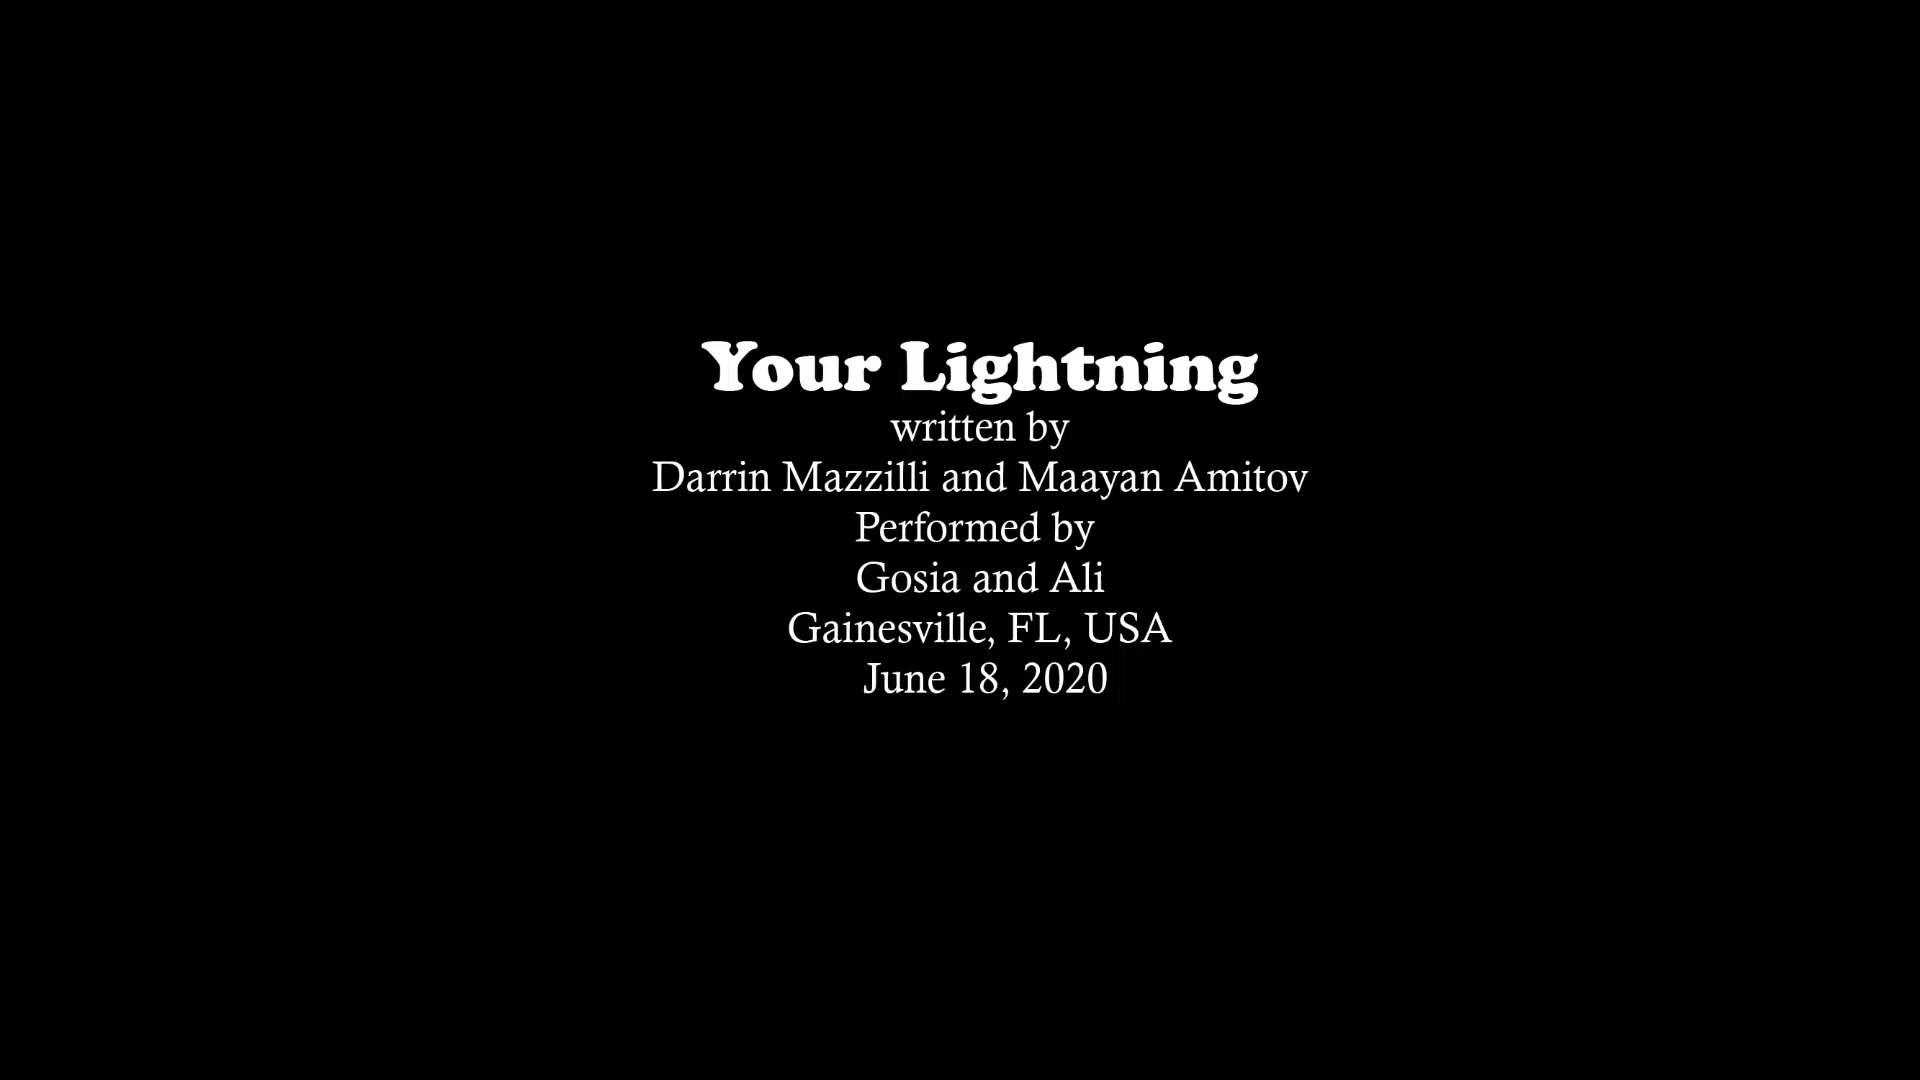 Your Lightning
written by
Darrin Mazzilli and Maayan Amitov
Performed by
Gosia and Ali
Gainesville, FL, USA
June 18, 2020